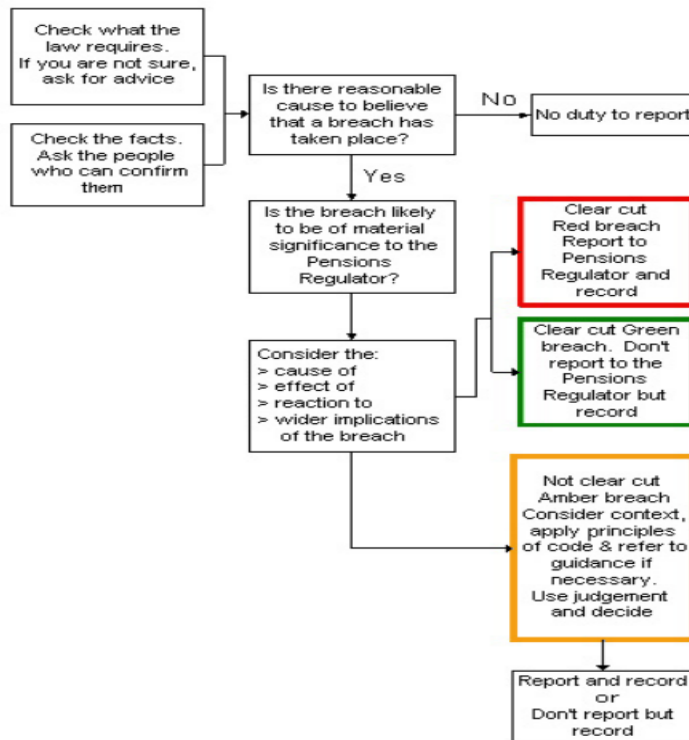 Check what the
law requires.
If you are not sure,
ask for advice
Check the facts.
Ask the people
who can confirm
them
Is there reasonable
cause to believe
that a breach has
taken place?
No
No duty to report
Yes
Is the breach likely
to be of material
significance to the
Pensions
Regulator?
Clear cut
Red breach
Report to
Pensions
Regulator and
record
Clear cut Green
breach. Don't
report to the
Pensions
Regulator but
record
Consider the:
> cause of
> effect of
> reaction to
> wider implications
of the breach
Not clear cut
Amber breach
Consider context,
apply principles
of code & refer to
guidance if
necessary.
Use judgement
and decide
Report and record
or
Don't report but
record